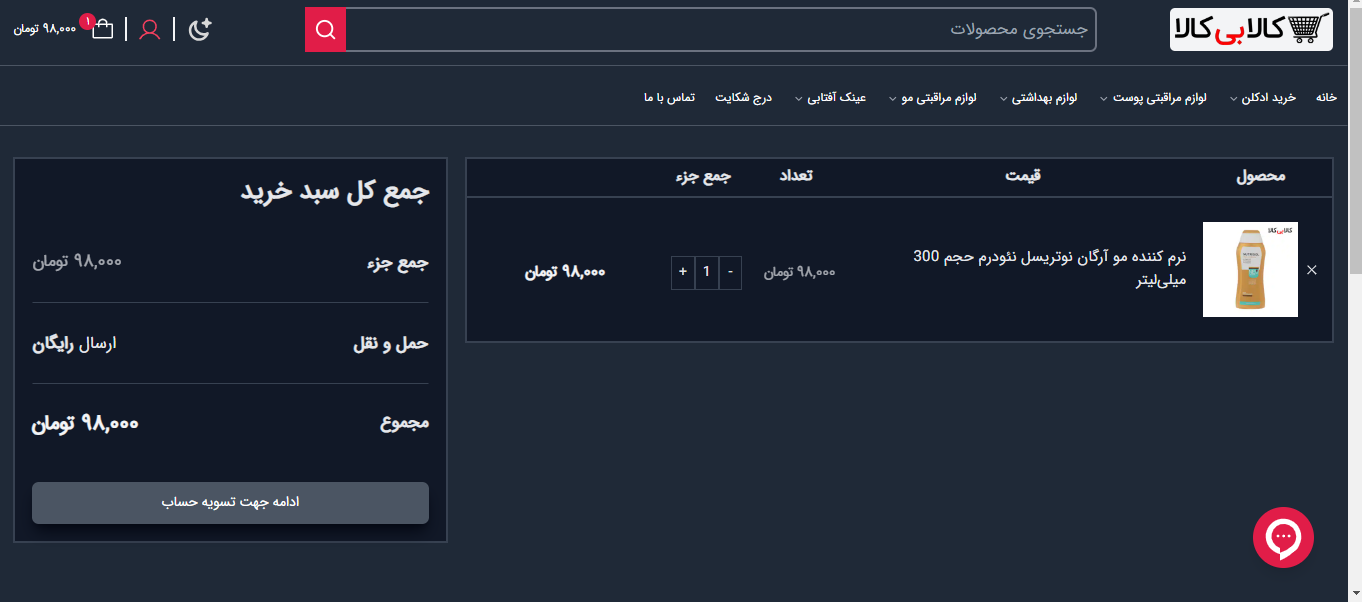 کالابی‌کالا
جستجوی محصولات
۱
۹۸,۰۰۰ تومان
خانه
خرید ادکلن
لوازم مراقبتی پوست
لوازم بهداشتی
لوازم مراقبتی مو
عینک آفتابی
درج شکایت
تماس با ما
محصول
قیمت
تعداد
جمع جزء
کالابی‌کالا
نرم کننده مو آرگان نوتریسل نئودرم حجم 300
میلی‌لیتر
۹۸,۰۰۰ تومان
- 1 +
۹۸,۰۰۰ تومان
جمع کل سبد خرید
جمع جزء
۹۸,۰۰۰ تومان
حمل و نقل
ارسال رایگان
مجموع
۹۸,۰۰۰ تومان
ادامه جهت تسویه حساب